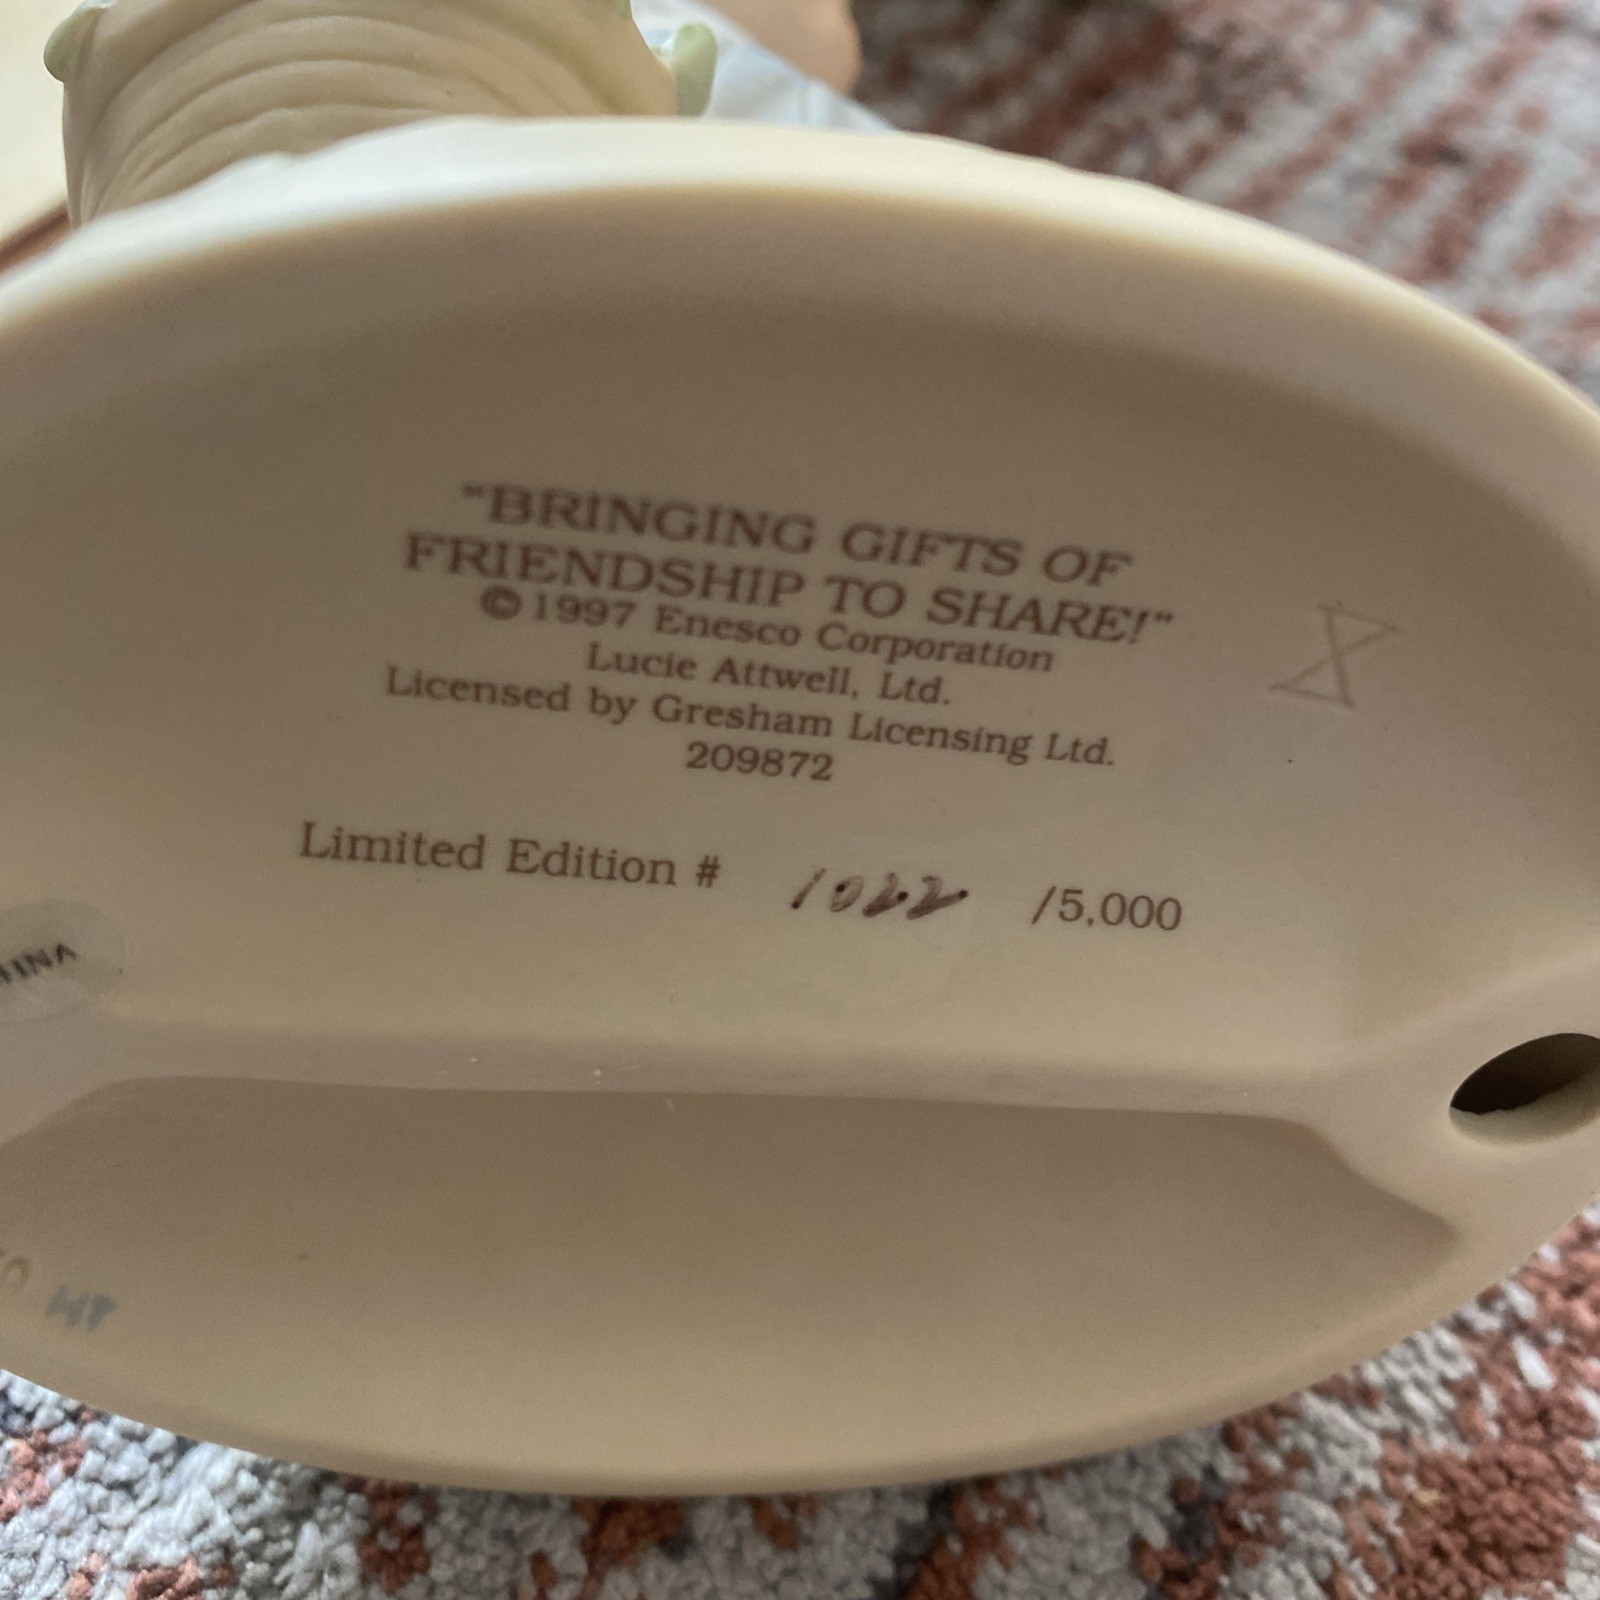 "BRINGING GIFTS OF
FRIENDSHIP TO SHARE!"
©1997 Enesco Corporation
Lucie Attwell, Ltd.
Licensed by Gresham Licensing Ltd.
209872
Limited Edition # 1022 /5,000